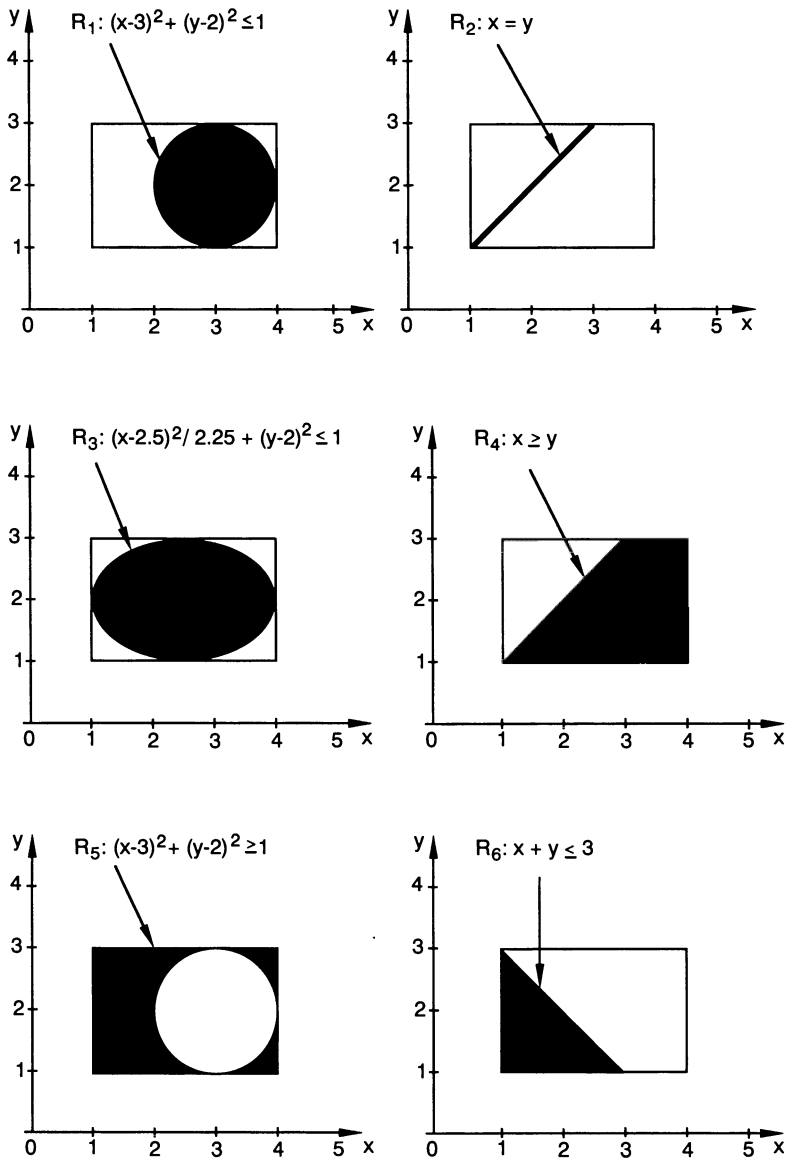 y R₁: (x-3)² + (y-2)² ≤ 1
4
3
2
1
0 1 2 3 4 5 x
y R₂: x = y
4
3
2
1
0 1 2 3 4 5 x
y R₃: (x-2.5)² / 2.25 + (y-2)² ≤ 1
4
3
2
1
0 1 2 3 4 5 x
y R₄: x ≥ y
4
3
2
1
0 1 2 3 4 5 x
y R₅: (x-3)² + (y-2)² ≥ 1
4
3
2
1
0 1 2 3 4 5 x
y R₆: x + y ≤ 3
4
3
2
1
0 1 2 3 4 5 x